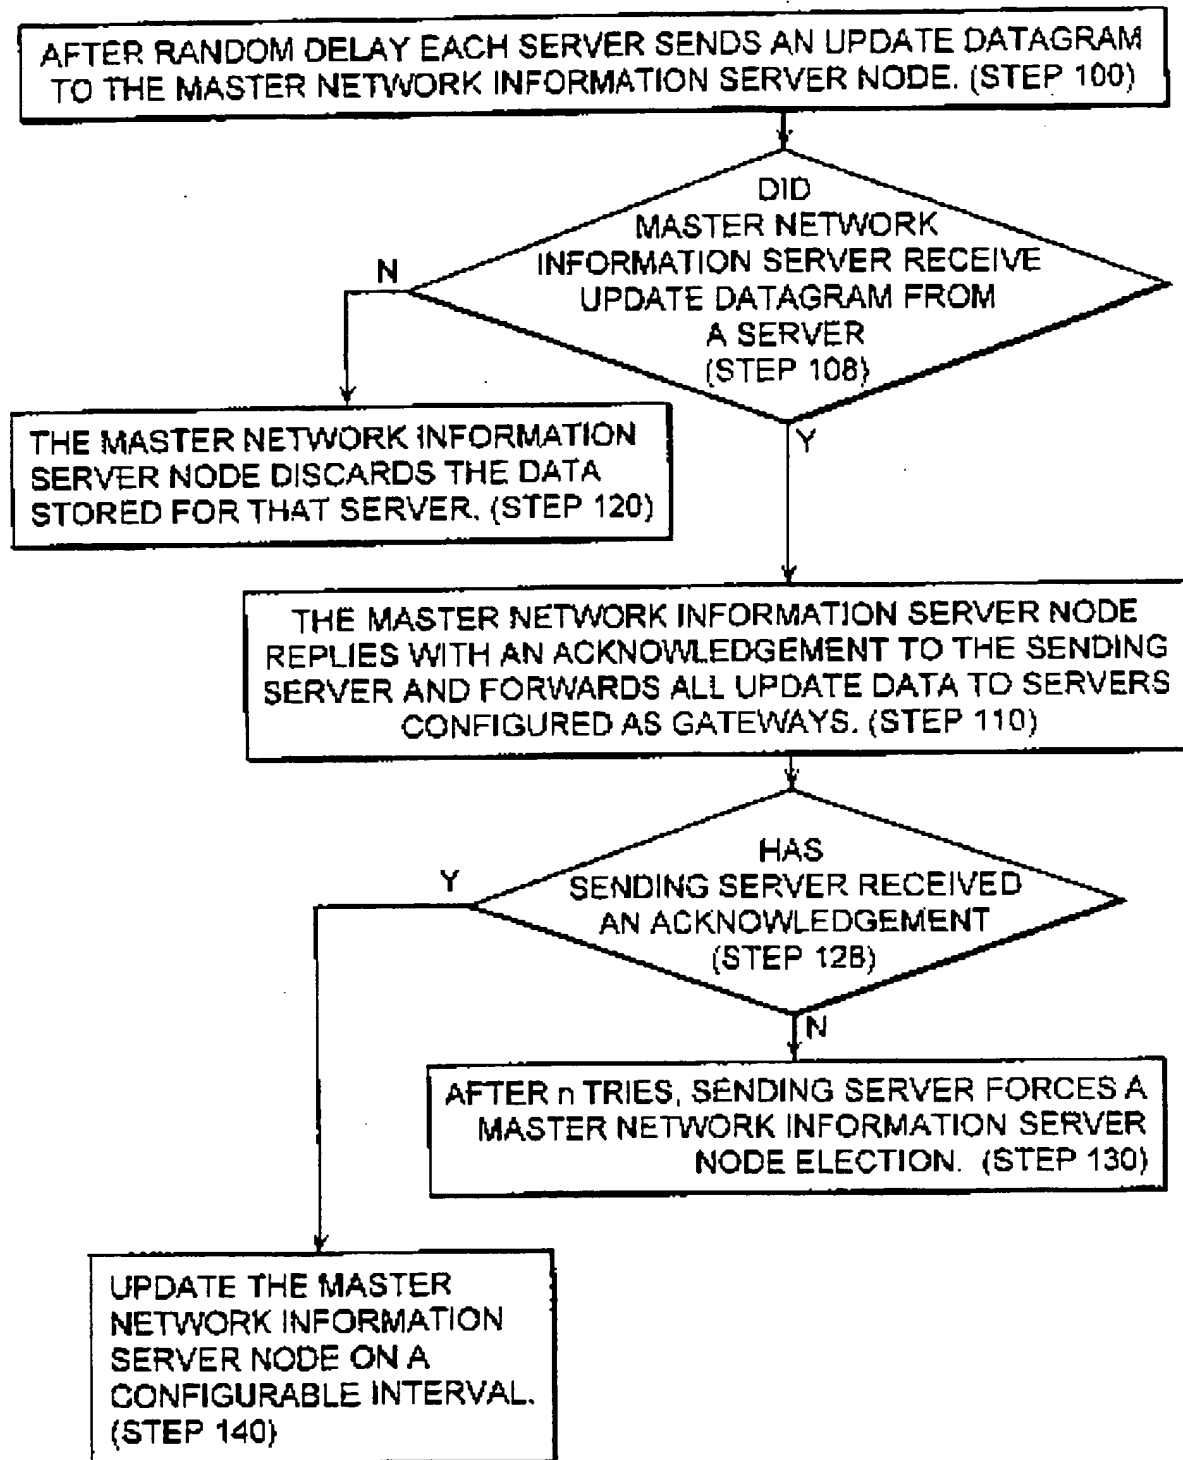 AFTER RANDOM DELAY EACH SERVER SENDS AN UPDATE DATAGRAM
TO THE MASTER NETWORK INFORMATION SERVER NODE. (STEP 100)
DID
MASTER NETWORK
INFORMATION SERVER RECEIVE
UPDATE DATAGRAM FROM
A SERVER
(STEP 108)
N
Y
THE MASTER NETWORK INFORMATION
SERVER NODE DISCARDS THE DATA
STORED FOR THAT SERVER. (STEP 120)
THE MASTER NETWORK INFORMATION SERVER NODE
REPLIES WITH AN ACKNOWLEDGEMENT TO THE SENDING
SERVER AND FORWARDS ALL UPDATE DATA TO SERVERS
CONFIGURED AS GATEWAYS. (STEP 110)
HAS
SENDING SERVER RECEIVED
AN ACKNOWLEDGEMENT
(STEP 128)
Y
N
AFTER n TRIES, SENDING SERVER FORCES A
MASTER NETWORK INFORMATION SERVER
NODE ELECTION. (STEP 130)
UPDATE THE MASTER
NETWORK INFORMATION
SERVER NODE ON A
CONFIGURABLE INTERVAL.
(STEP 140)